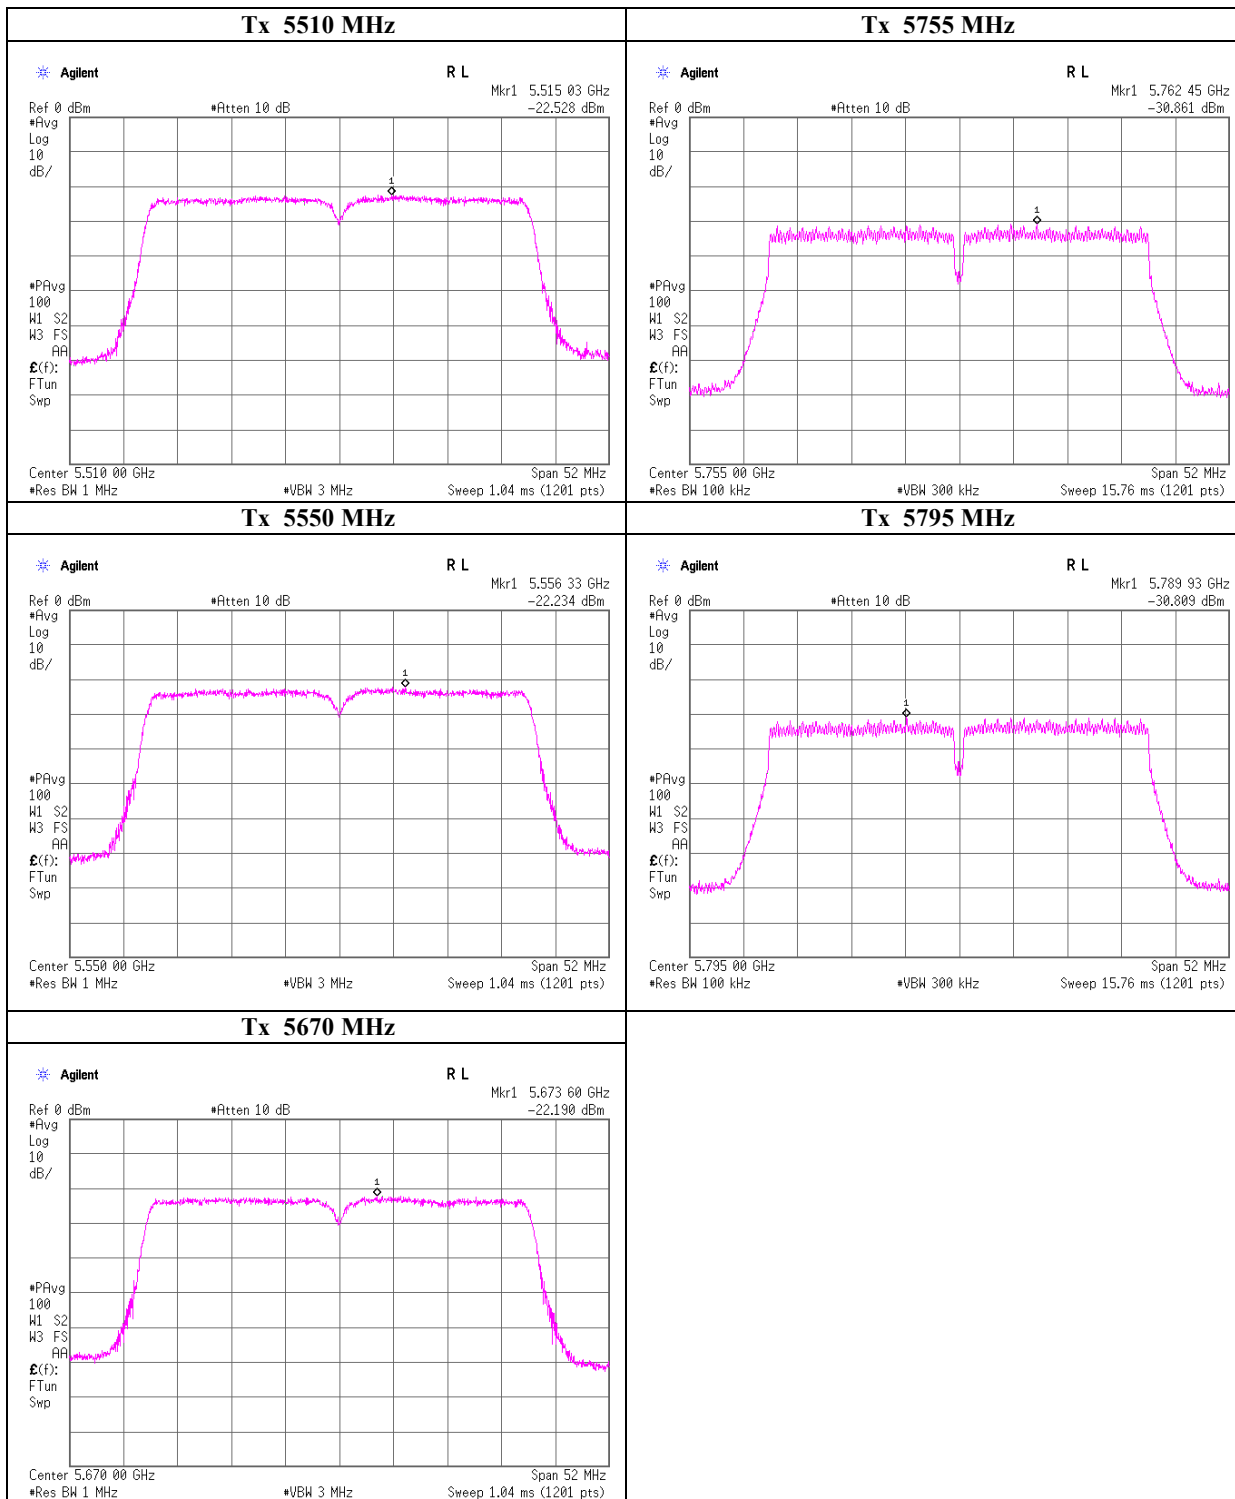 Tx 5510 MHz
Agilent
R L
Mkr1 5.515 03 GHz
Ref 0 dBm #Atten 10 dB -22.528 dBm
#Avg
Log
10
dB/
1
#PAvg
100
W1 S2
W3 FS
AA
£(f):
FTun
Swp
Center 5.510 00 GHz Span 52 MHz
#Res BW 1 MHz #VBW 3 MHz Sweep 1.04 ms (1201 pts)
Tx 5755 MHz
Agilent
R L
Mkr1 5.762 45 GHz
Ref 0 dBm #Atten 10 dB -30.861 dBm
#Avg
Log
10
dB/
1
#PAvg
100
W1 S2
W3 FS
AA
£(f):
FTun
Swp
Center 5.755 00 GHz Span 52 MHz
#Res BW 100 kHz #VBW 300 kHz Sweep 15.76 ms (1201 pts)
Tx 5550 MHz
Agilent
R L
Mkr1 5.556 33 GHz
Ref 0 dBm #Atten 10 dB -22.234 dBm
#Avg
Log
10
dB/
1
#PAvg
100
W1 S2
W3 FS
AA
£(f):
FTun
Swp
Center 5.550 00 GHz Span 52 MHz
#Res BW 1 MHz #VBW 3 MHz Sweep 1.04 ms (1201 pts)
Tx 5795 MHz
Agilent
R L
Mkr1 5.789 93 GHz
Ref 0 dBm #Atten 10 dB -30.809 dBm
#Avg
Log
10
dB/
1
#PAvg
100
W1 S2
W3 FS
AA
£(f):
FTun
Swp
Center 5.795 00 GHz Span 52 MHz
#Res BW 100 kHz #VBW 300 kHz Sweep 15.76 ms (1201 pts)
Tx 5670 MHz
Agilent
R L
Mkr1 5.673 60 GHz
Ref 0 dBm #Atten 10 dB -22.190 dBm
#Avg
Log
10
dB/
1
#PAvg
100
W1 S2
W3 FS
AA
£(f):
FTun
Swp
Center 5.670 00 GHz Span 52 MHz
#Res BW 1 MHz #VBW 3 MHz Sweep 1.04 ms (1201 pts)